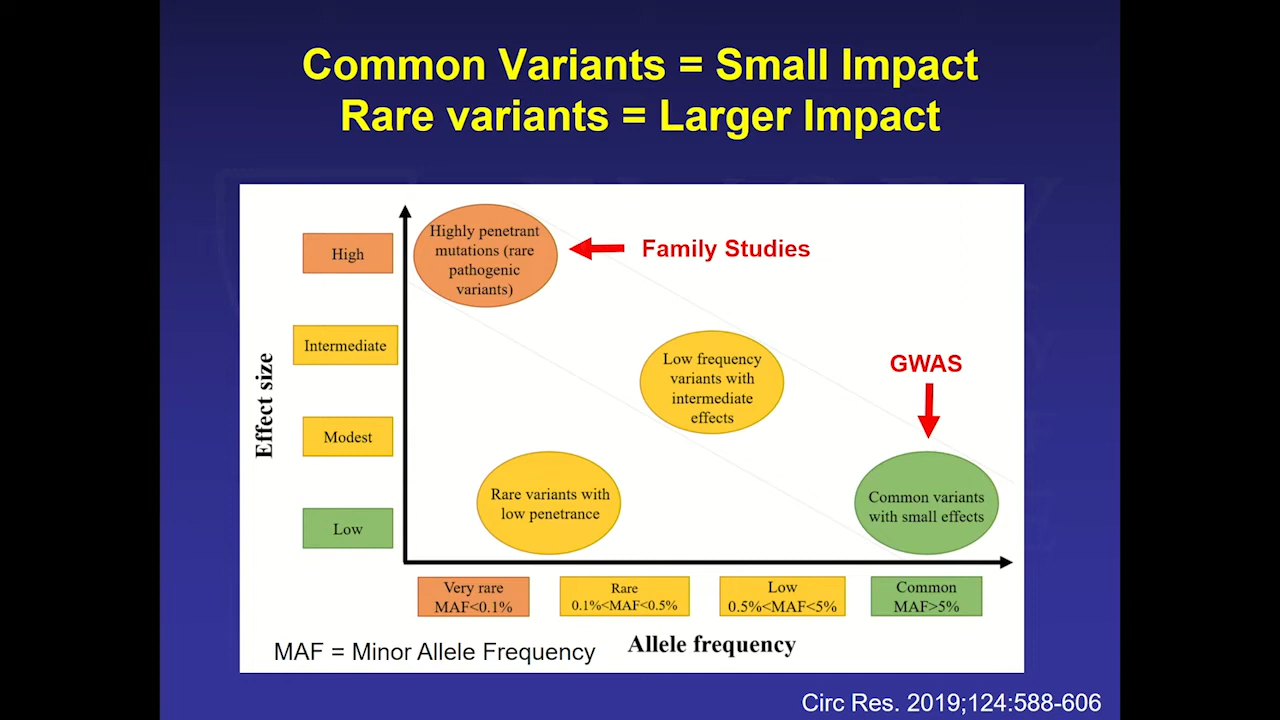 Common Variants = Small Impact
Rare variants = Larger Impact
High
Highly penetrant
mutations (rare
pathogenic
variants)
Family Studies
Intermediate
Low frequency
variants with
intermediate
effects
GWAS
Effect size
Modest
Rare variants with
low penetrance
Common variants
with small effects
Low
Very rare
MAF<0.1%
Rare
0.1%<MAF<0.5%
Low
0.5%<MAF<5%
Common
MAF>5%
MAF = Minor Allele Frequency
Allele frequency
Circ Res. 2019;124:588-606